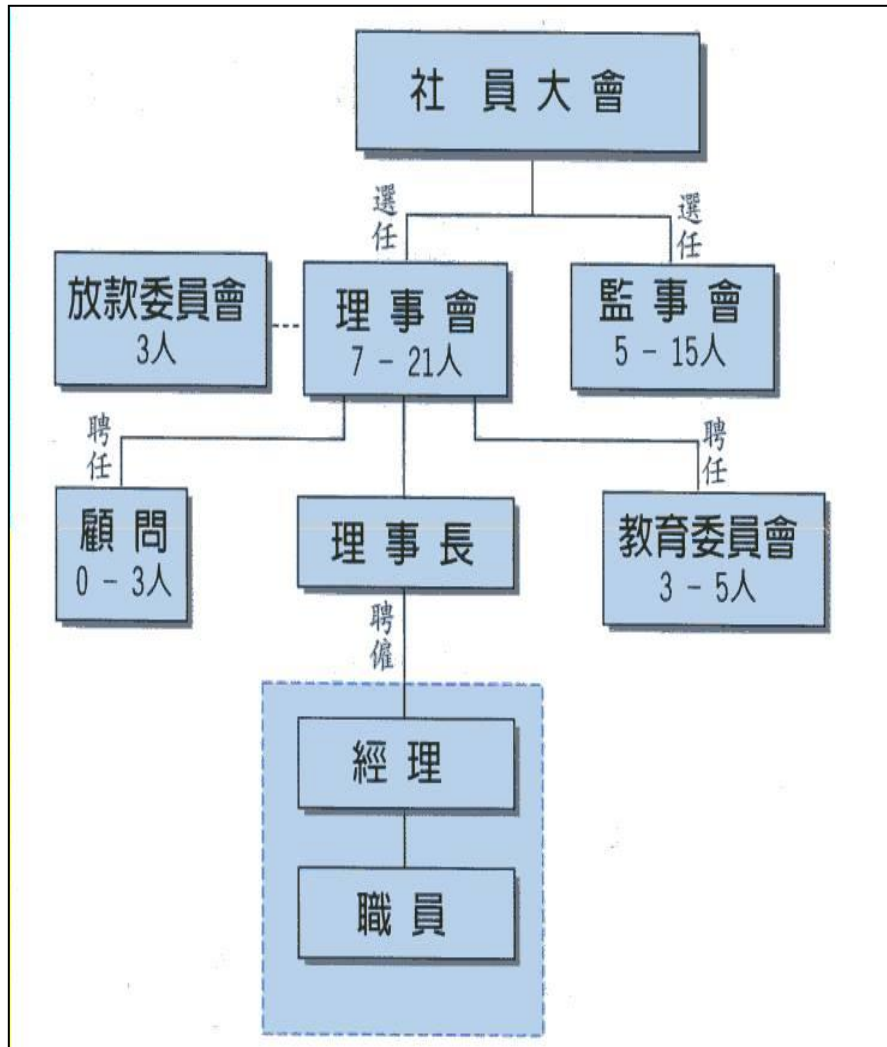 社員大會
選任
選任
放款委員會
3人
理事會
7 - 21人
監事會
5 - 15人
聘任
聘任
顧問
0 - 3人
理事長
教育委員會
3 - 5人
聘僱
經理
職員